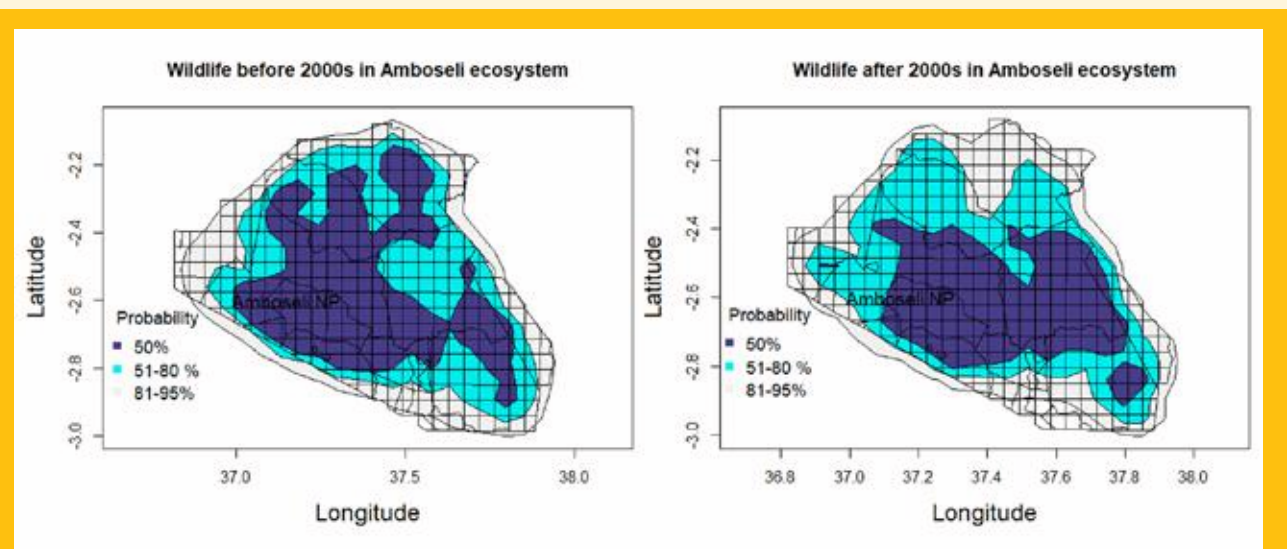 Wildlife before 2000s in Amboseli ecosystem
Latitude
-2.2
-2.4
-2.6
-2.8
-3.0
Amboseli NP
Probability
50%
51-80 %
81-95%
37.0 37.5 38.0
Longitude
Wildlife after 2000s in Amboseli ecosystem
Latitude
-2.2
-2.4
-2.6
-2.8
-3.0
Amboseli NP
Probability
50%
51-80 %
81-95%
36.8 37.0 37.2 37.4 37.6 37.8 38.0
Longitude